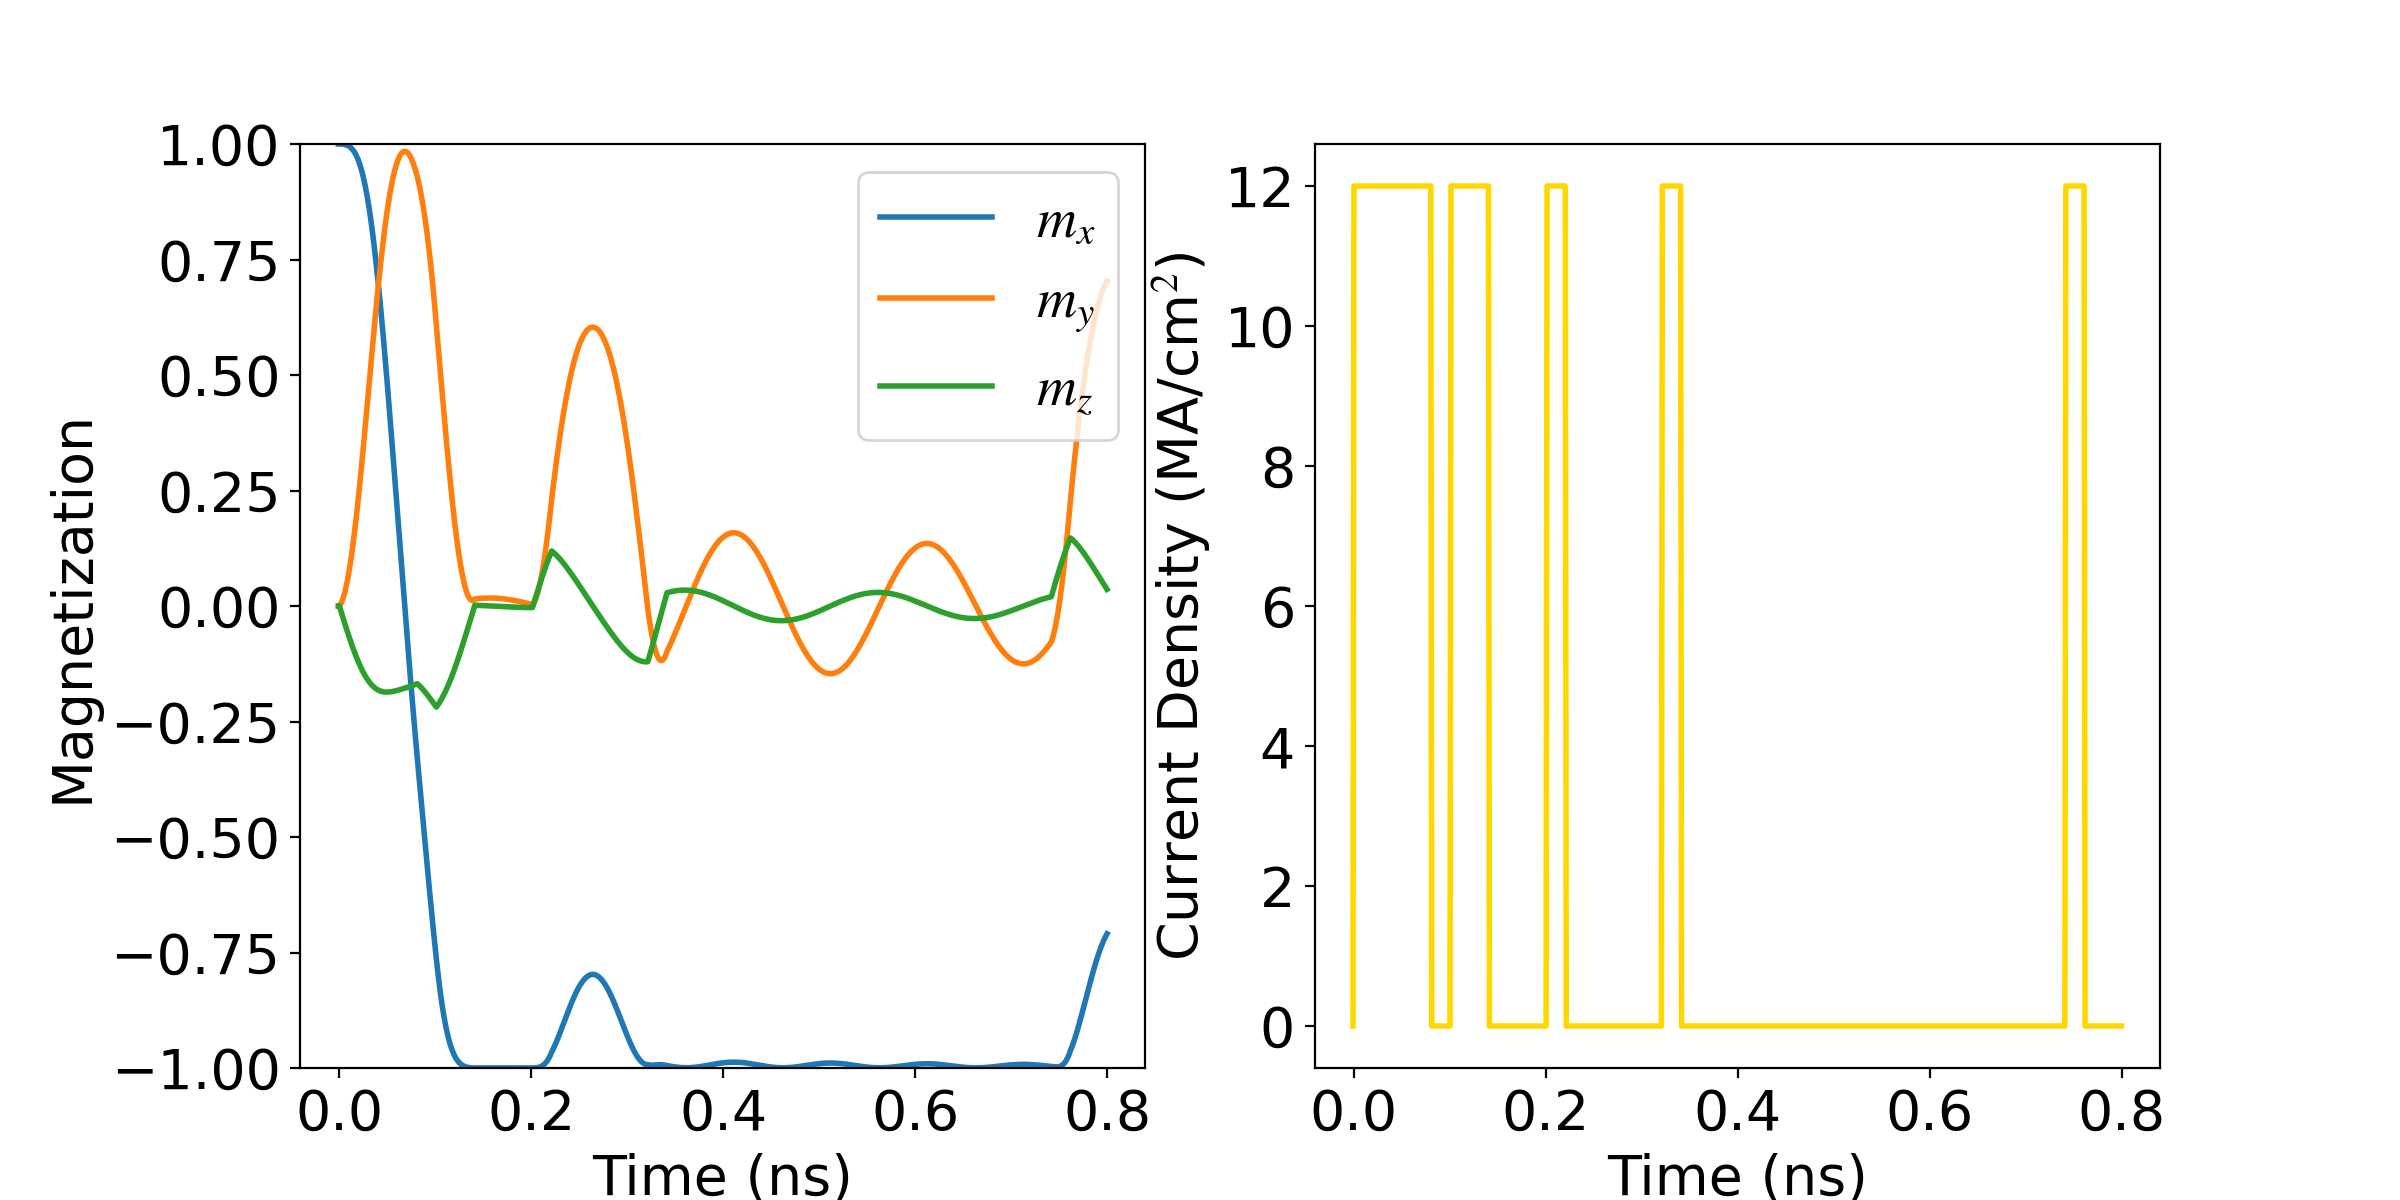 1.00
0.75
0.50
0.25
0.00
−0.25
−0.50
−0.75
−1.00
Magnetization
0.0 0.2 0.4 0.6 0.8
Time (ns)
m_x
m_y
m_z
12
10
8
6
4
2
0
Current Density (MA/cm²)
0.0 0.2 0.4 0.6 0.8
Time (ns)